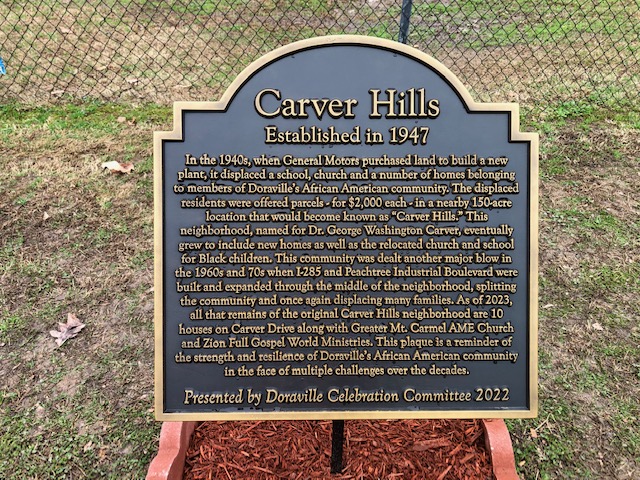 Carver Hills
Established in 1947
In the 1940s, when General Motors purchased land to build a new
plant, it displaced a school, church and a number of homes belonging
to members of Doraville's African American community. The displaced
residents were offered parcels - for $2,000 each - in a nearby 150-acre
location that would become known as "Carver Hills." This
neighborhood, named for Dr. George Washington Carver, eventually
grew to include new homes as well as the relocated church and school
for Black children. This community was dealt another major blow in
the 1960s and 70s when I-285 and Peachtree Industrial Boulevard were
built and expanded through the middle of the neighborhood, splitting
the community and once again displacing many families. As of 2023,
all that remains of the original Carver Hills neighborhood are 10
houses on Carver Drive along with Greater Mt. Carmel AME Church
and Zion Full Gospel World Ministries. This plaque is a reminder of
the strength and resilience of Doraville's African American community
in the face of multiple challenges over the decades.
Presented by Doraville Celebration Committee 2022